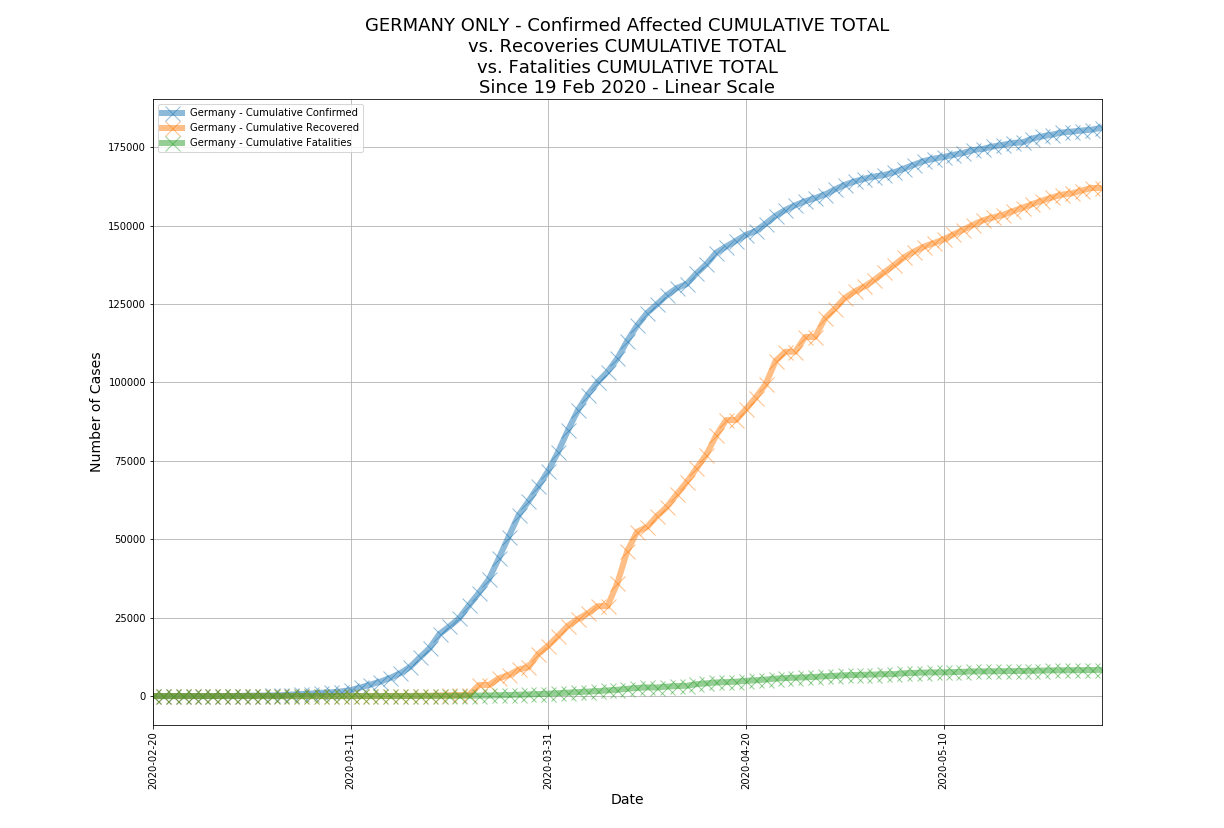 GERMANY ONLY - Confirmed Affected CUMULATIVE TOTAL
vs. Recoveries CUMULATIVE TOTAL
vs. Fatalities CUMULATIVE TOTAL
Since 19 Feb 2020 - Linear Scale
Germany - Cumulative Confirmed
Germany - Cumulative Recovered
Germany - Cumulative Fatalities
Number of Cases
175000
150000
125000
100000
75000
50000
25000
0
2020-02-20
2020-03-11
2020-03-31
2020-04-20
2020-05-10
Date